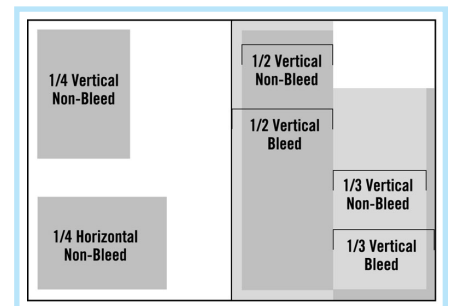 1/4 Vertical
Non-Bleed
1/4 Horizontal
Non-Bleed
1/2 Vertical
Non-Bleed
1/2 Vertical
Bleed
1/3 Vertical
Non-Bleed
1/3 Vertical
Bleed